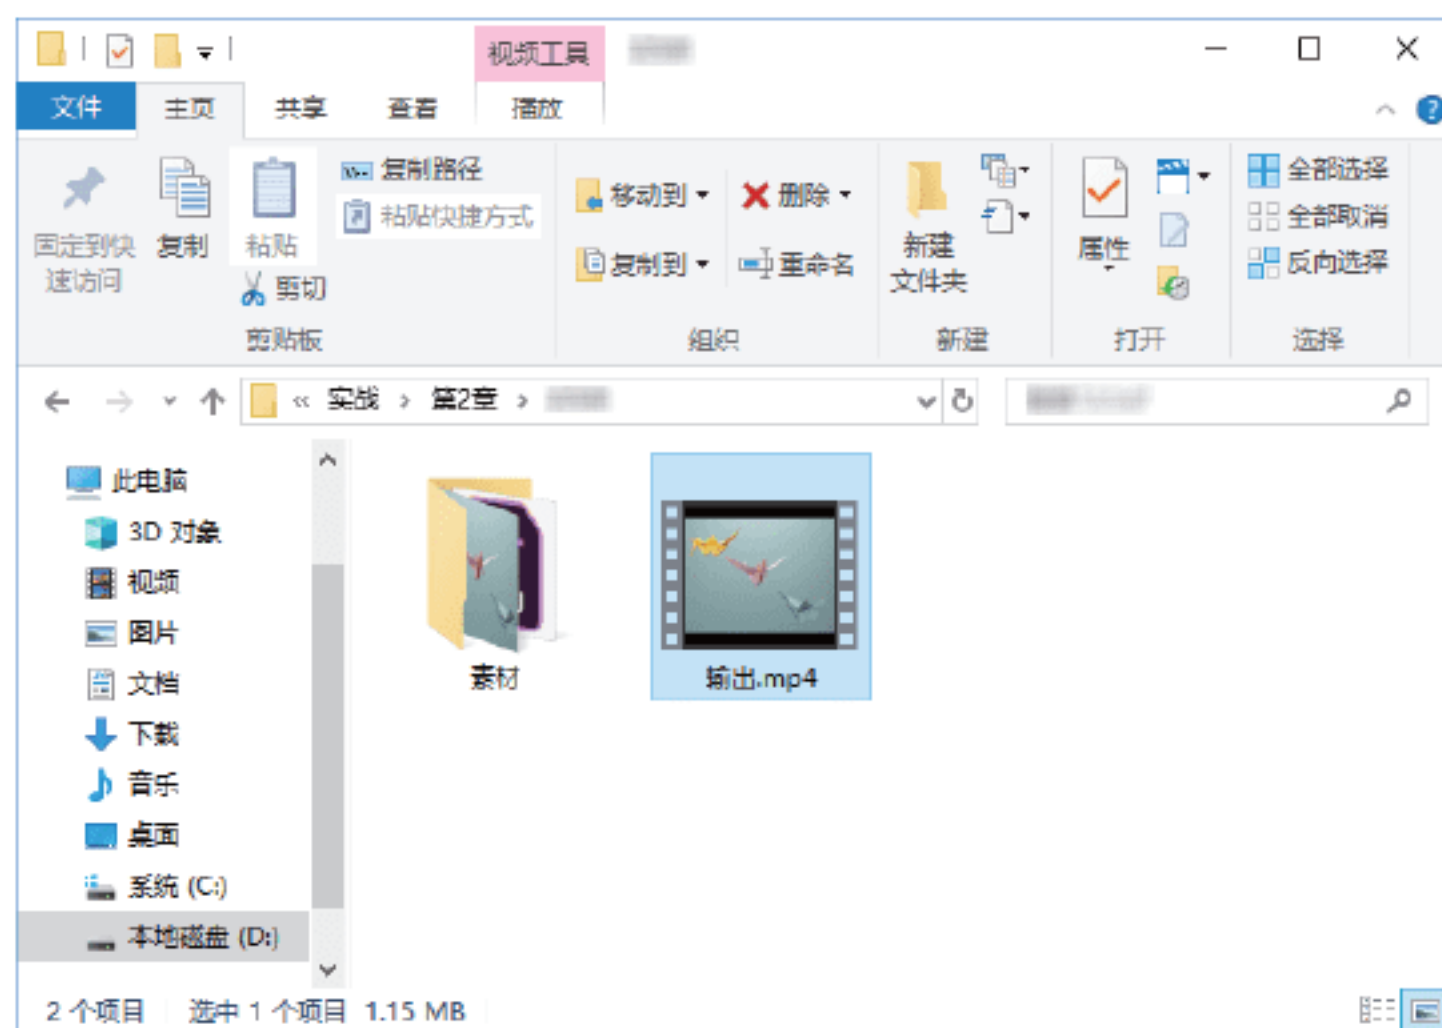 视频工具
文件 主页 共享 查看 播放
固定到快速访问
复制
粘贴
复制路径
粘贴快捷方式
剪切
剪贴板
移动到
复制到
删除
重命名
组织
新建
文件夹
新建
属性
打开
全部选择
全部取消
反向选择
选择
« 实战 › 第2章 ›
此电脑
3D 对象
视频
图片
文档
下载
音乐
桌面
系统 (C:)
本地磁盘 (D:)
素材
输出.mp4
2 个项目 选中 1 个项目 1.15 MB